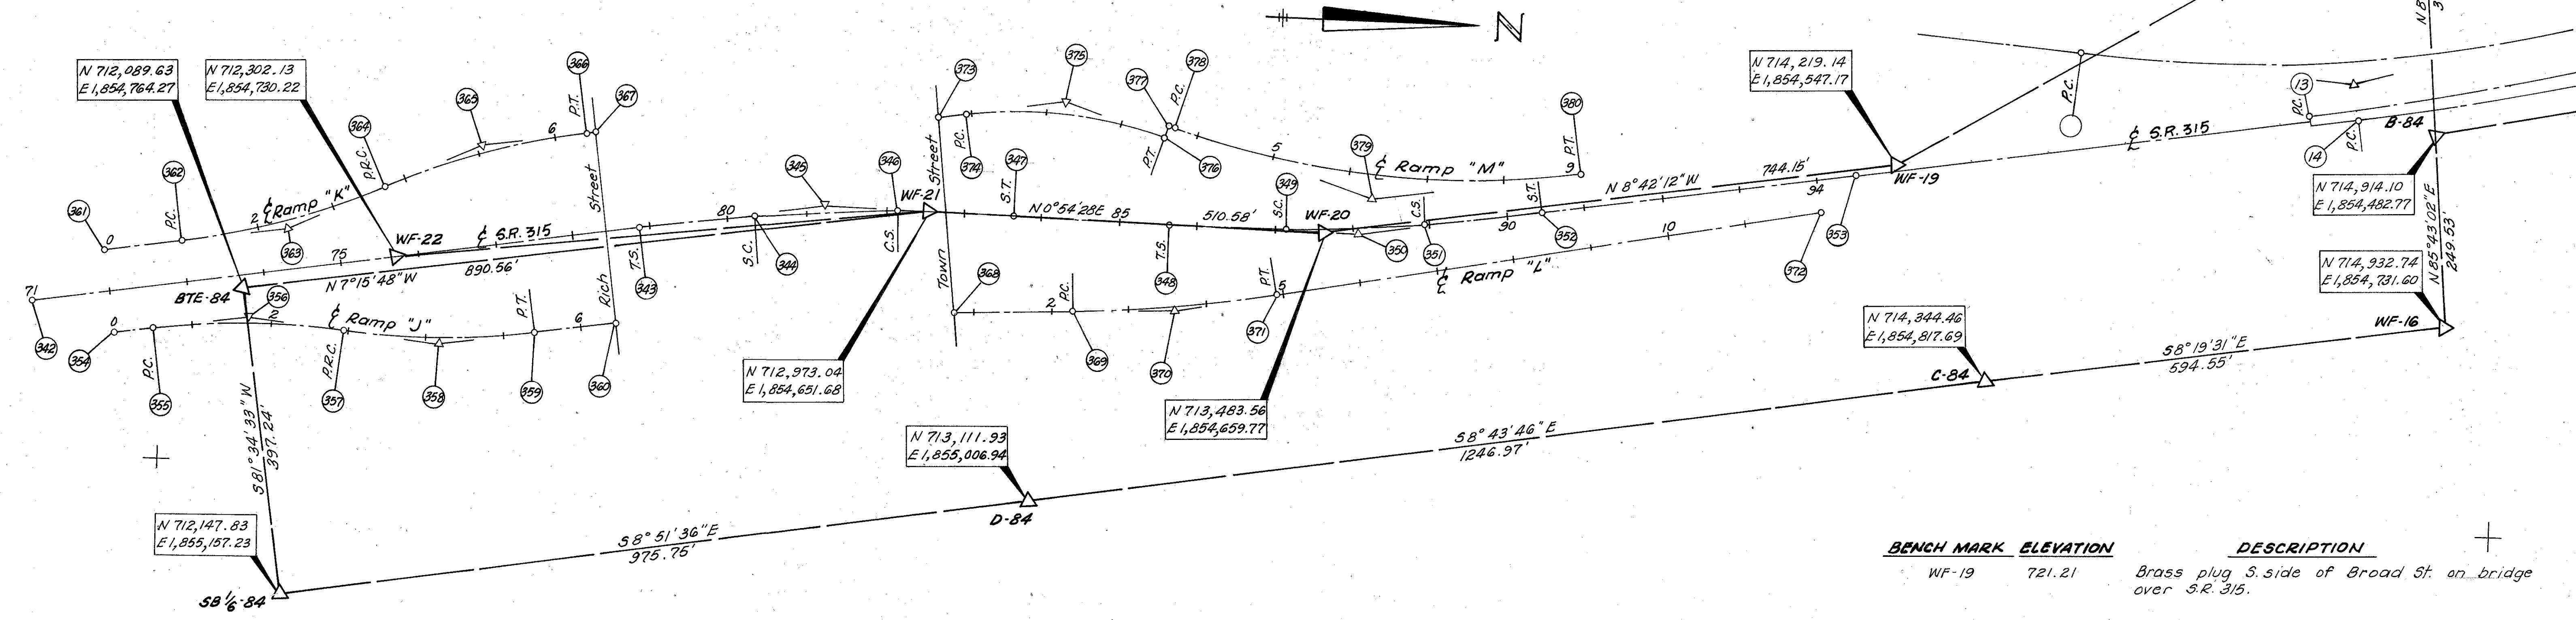 N
N 712,089.63
E 1,854,764.27
N 712,302.13
E 1,854,730.22
N 714,219.14
E 1,854,547.17
N 8
3
361
0
362
P.C.
2
℄ Ramp "K"
363
364
P.R.C.
365
6
366
P.T.
367
Street
Rich
373
Street
Town
374
P.C.
375
377
378
P.C.
P.T.
376
5
379
℄ Ramp "M"
380
P.T.
9
71
342
75
WF-22
℄ S.R. 315
N 7° 15' 48" W
890.56'
BTE-84
T.S.
343
80
S.C.
344
345
346
C.S.
WF-21
347
S.T.
N 0° 54' 28 E
85
510.58'
T.S.
348
349
S.C.
WF-20
350
C.S.
351
90
S.T.
352
N 8° 42' 12" W
744.15'
94
353
WF-19
℄ S.R. 315
P.C.
13
P.C.
14
P.C.
B-84
N 714,914.10
E 1,854,482.77
N 85° 43' 02" E
249.53'
N 714,932.74
E 1,854,731.60
WF-16
0
354
P.C.
355
356
2
℄ Ramp "J"
P.R.C.
357
358
P.T.
359
6
360
368
2
P.C.
369
370
P.T.
371
5
℄ Ramp "L"
10
372
N 712,973.04
E 1,854,651.68
N 713,483.56
E 1,854,659.77
N 714,344.46
E 1,854,817.69
C-84
S 8° 19' 31" E
594.55'
S 81° 34' 33" W
397.24'
N 713,111.93
E 1,855,006.94
D-84
S 8° 43' 46" E
1246.97'
N 712,147.83
E 1,855,157.23
SB 1/6-84
S 8° 51' 36" E
975.75'
BENCH MARK ELEVATION DESCRIPTION
WF-19 721.21 Brass plug S. side of Broad St. on bridge
over S.R. 315.